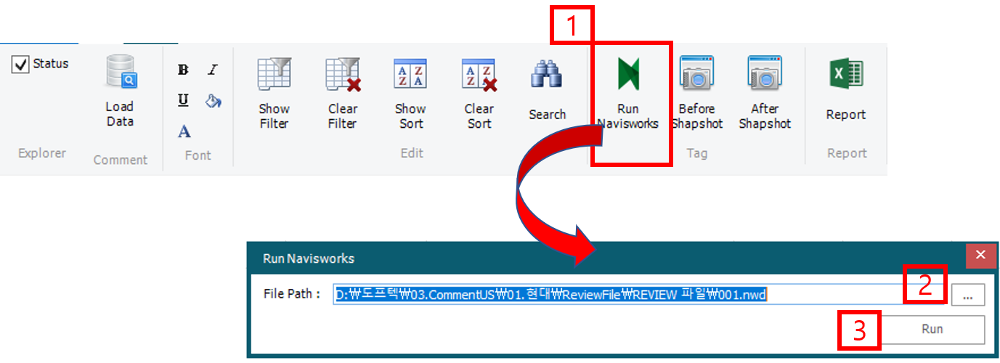 1
Status
Load
Data
B I
U
A
Show
Filter
Clear
Filter
Show
Sort
Clear
Sort
Search
Run
Navisworks
Before
Shapshot
After
Shapshot
Report
Explorer
Comment
Font
Edit
Tag
Report
Run Navisworks
File Path :
D:₩도프텍₩03.CommentUS₩01.현대₩ReviewFile₩REVIEW 파일₩001.nwd
2
...
3
Run